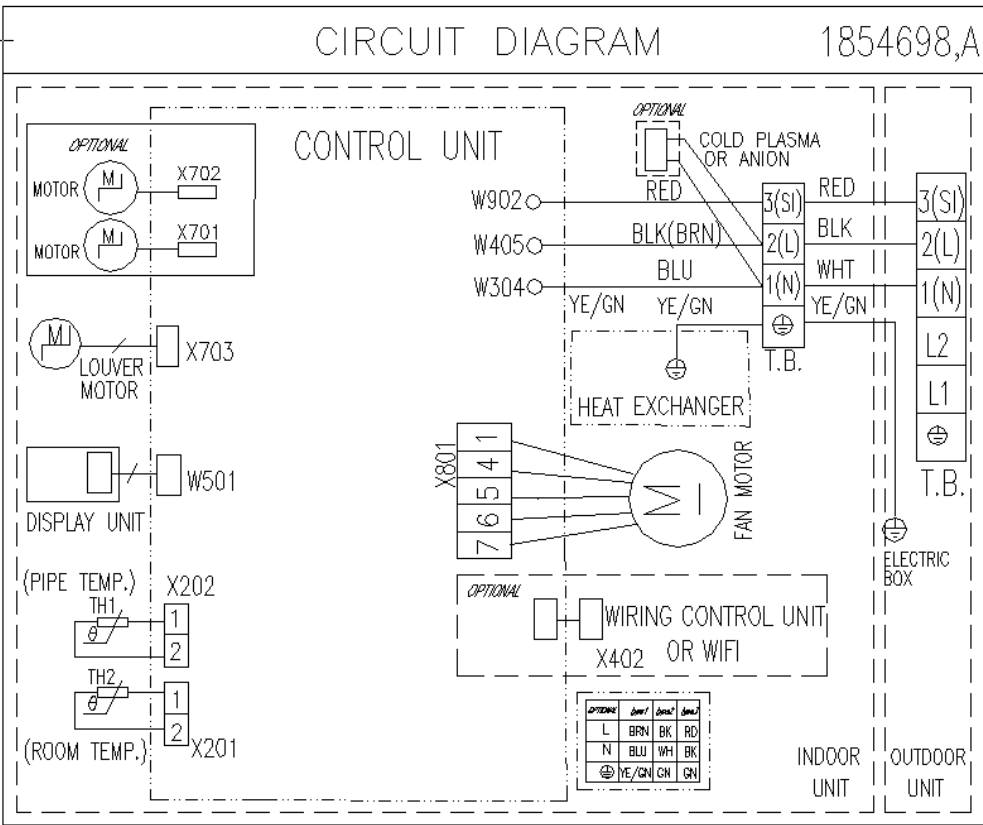 CIRCUIT DIAGRAM
1854698,A
OPTIONAL
MOTOR
M
X702
MOTOR
M
X701
CONTROL UNIT
OPTIONAL
COLD PLASMA
OR ANION
W902
RED
3(SI)
RED
3(SI)
W405
BLK(BRN)
2(L)
BLK
2(L)
W304
BLU
1(N)
WHT
1(N)
YE/GN
YE/GN
YE/GN
T.B.
L2
L1
T.B.
M
LOUVER
MOTOR
X703
HEAT EXCHANGER
W501
DISPLAY UNIT
X801
1
4
5
6
7
M
FAN MOTOR
ELECTRIC
BOX
(PIPE TEMP.)
TH1
θ
X202
1
2
TH2
θ
1
2
X201
(ROOM TEMP.)
OPTIONAL
WIRING CONTROL UNIT
OR WIFI
X402
OPTIONAL type1 type2 type3
L BRN BK RD
N BLU WH BK
YE/GN GN GN
INDOOR
UNIT
OUTDOOR
UNIT